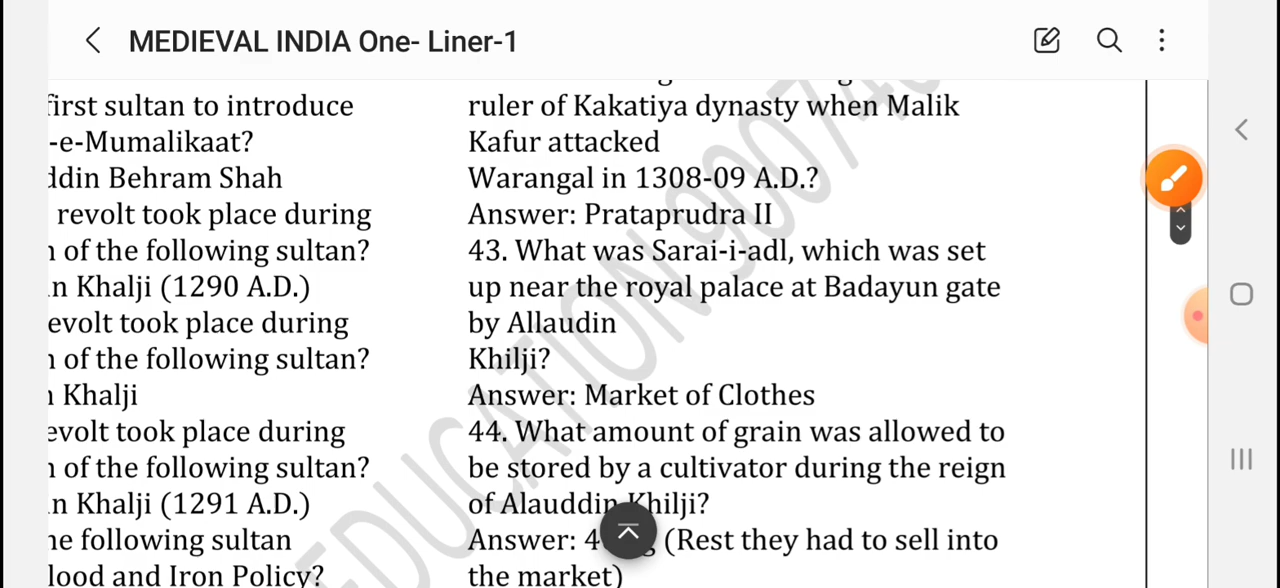 MEDIEVAL INDIA One- Liner-1
first sultan to introduce
-e-Mumalikaat?
ddin Behram Shah
revolt took place during
n of the following sultan?
n Khalji (1290 A.D.)
evolt took place during
n of the following sultan?
n Khalji
evolt took place during
n of the following sultan?
n Khalji (1291 A.D.)
he following sultan
lood and Iron Policy?
ruler of Kakatiya dynasty when Malik
Kafur attacked
Warangal in 1308-09 A.D.?
Answer: Prataprudra II
43. What was Sarai-i-adl, which was set
up near the royal palace at Badayun gate
by Allaudin
Khilji?
Answer: Market of Clothes
44. What amount of grain was allowed to
be stored by a cultivator during the reign
of Alauddin Khilji?
Answer: 4 (Rest they had to sell into
the market)
EDUCATION 90074